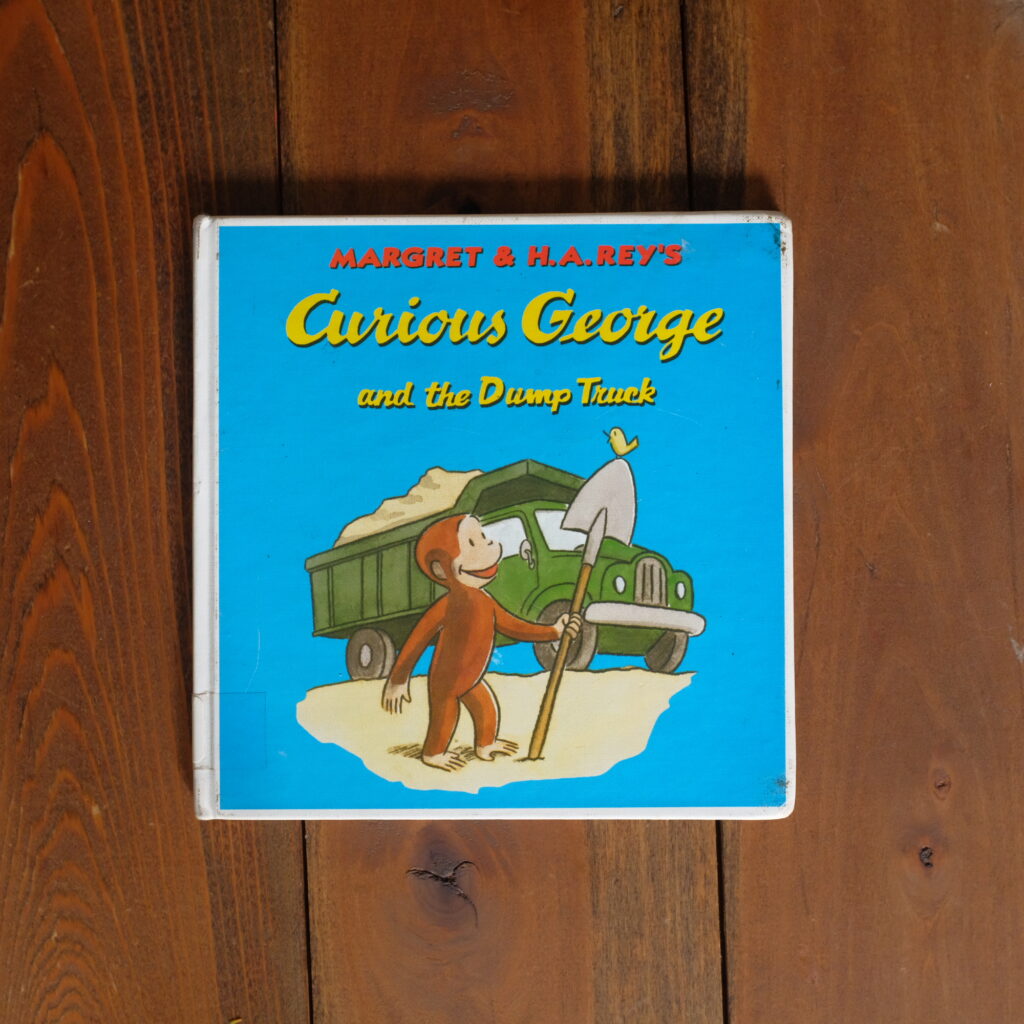 MARGRET & H.A. REY'S
Curious George
and the Dump Truck